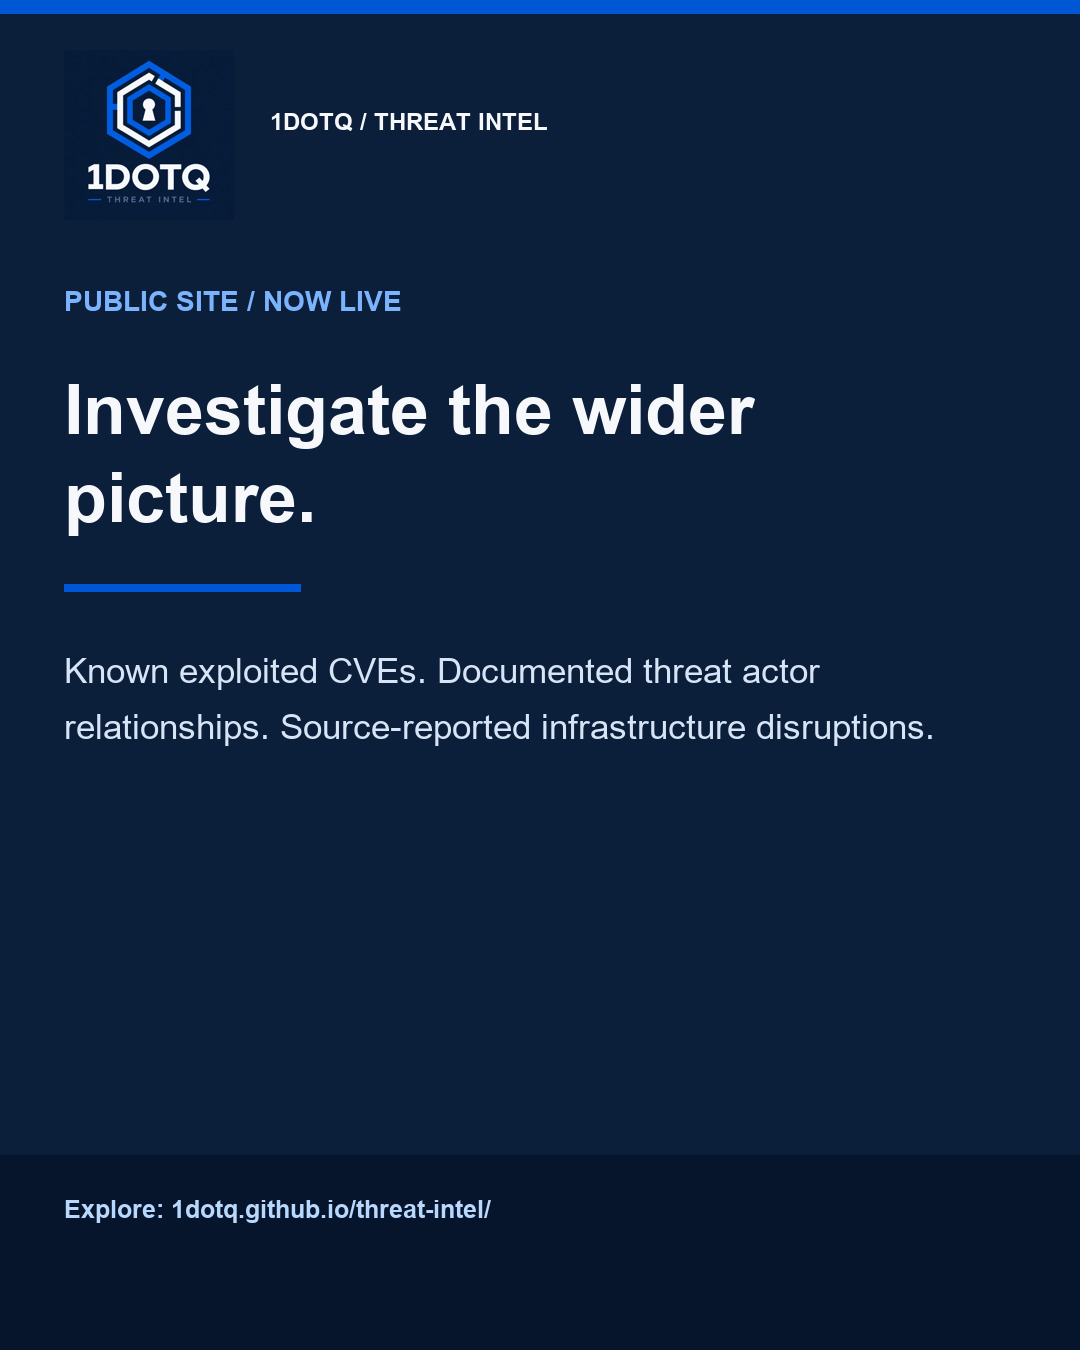 1DOTQ
THREAT INTEL
1DOTQ / THREAT INTEL
PUBLIC SITE / NOW LIVE
Investigate the wider
picture.
Known exploited CVEs. Documented threat actor
relationships. Source-reported infrastructure disruptions.
Explore: 1dotq.github.io/threat-intel/